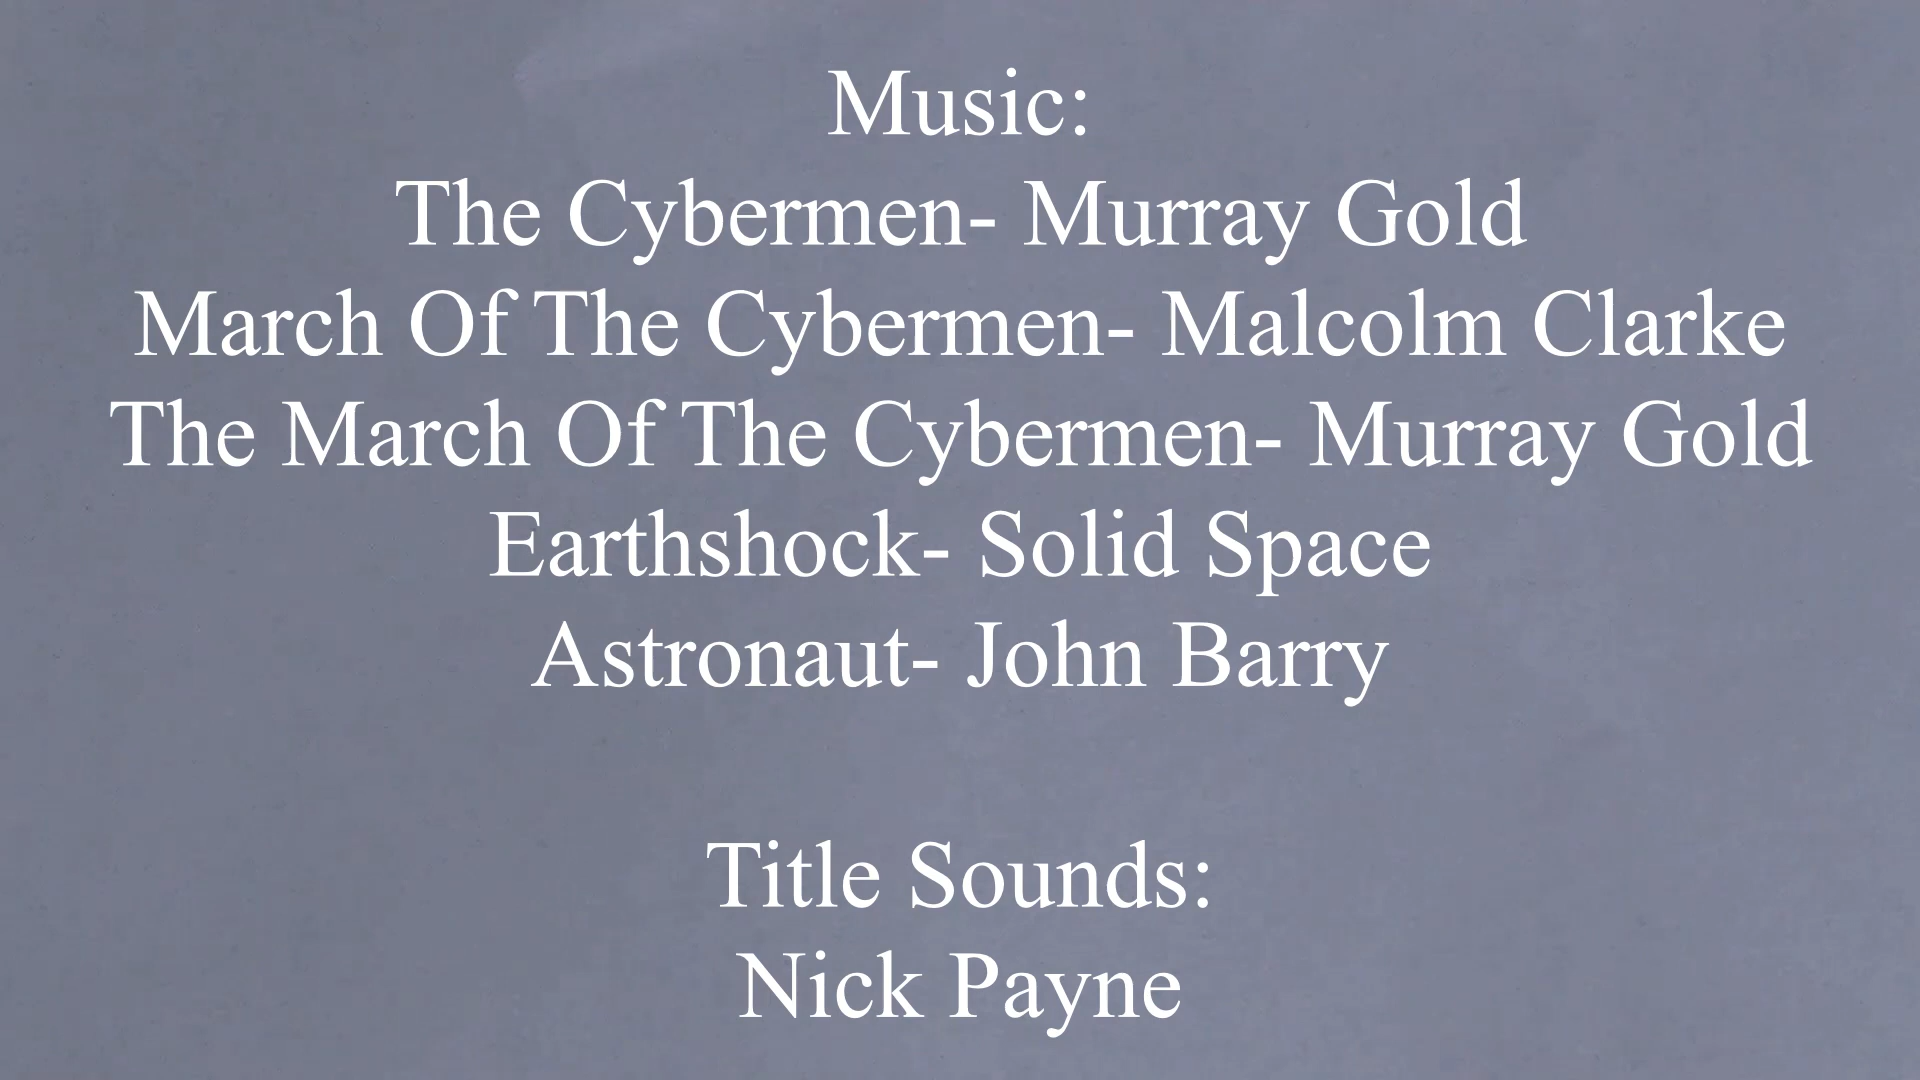 Music:
The Cybermen- Murray Gold
March Of The Cybermen- Malcolm Clarke
The March Of The Cybermen- Murray Gold
Earthshock- Solid Space
Astronaut- John Barry
Title Sounds:
Nick Payne